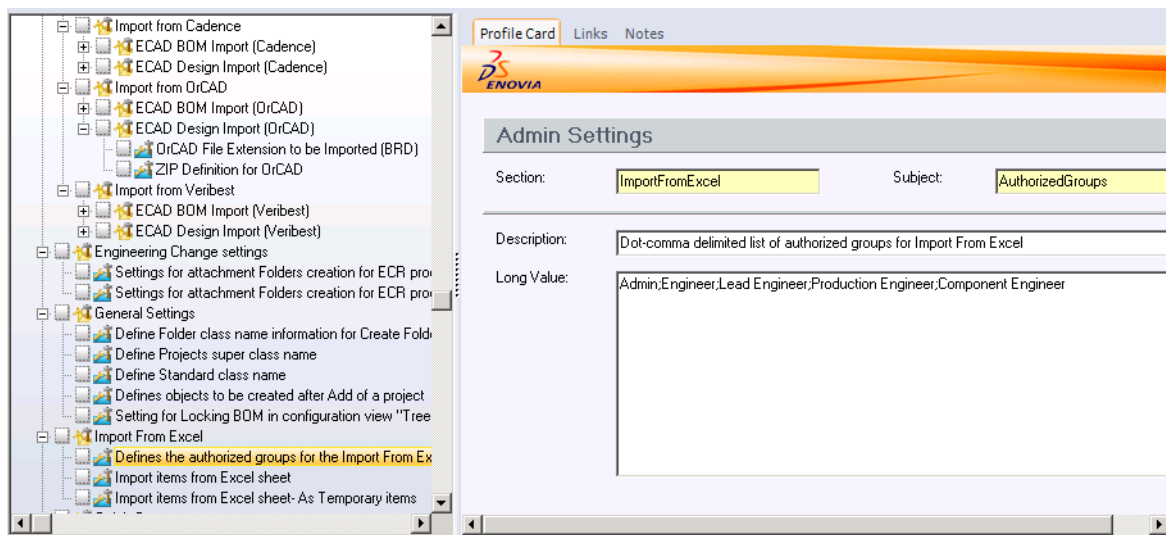 Import from Cadence
ECAD BOM Import (Cadence)
ECAD Design Import (Cadence)
Import from OrCAD
ECAD BOM Import (OrCAD)
ECAD Design Import (OrCAD)
OrCAD File Extension to be Imported (BRD)
ZIP Definition for OrCAD
Import from Veribest
ECAD BOM Import (Veribest)
ECAD Design Import (Veribest)
Engineering Change settings
Settings for attachment Folders creation for ECR pro
Settings for attachment Folders creation for ECR pro
General Settings
Define Folder class name information for Create Fold
Define Projects super class name
Define Standard class name
Defines objects to be created after Add of a project
Setting for Locking BOM in configuration view "Tree
Import From Excel
Defines the authorized groups for the Import From Ex
Import items from Excel sheet
Import items from Excel sheet- As Temporary items
Profile Card Links Notes
ENOVIA
Admin Settings
Section: ImportFromExcel Subject: AuthorizedGroups
Description: Dot-comma delimited list of authorized groups for Import From Excel
Long Value: Admin;Engineer;Lead Engineer;Production Engineer;Component Engineer